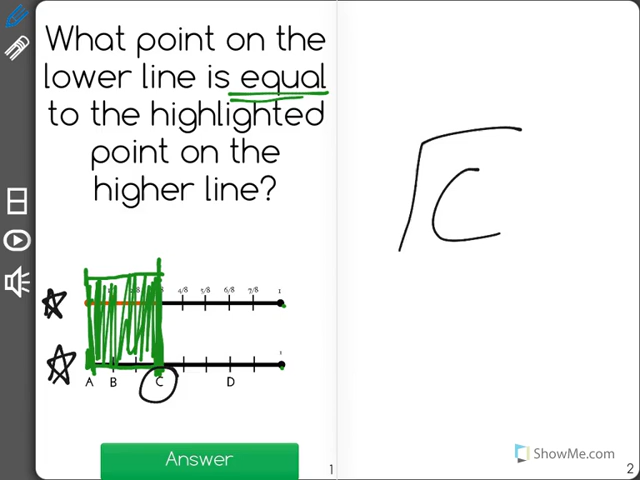 What point on the
lower line is equal
to the highlighted
point on the
higher line?
C
4/8 5/8 6/8 7/8 1
1
A B C D
Answer
1
ShowMe.com
2